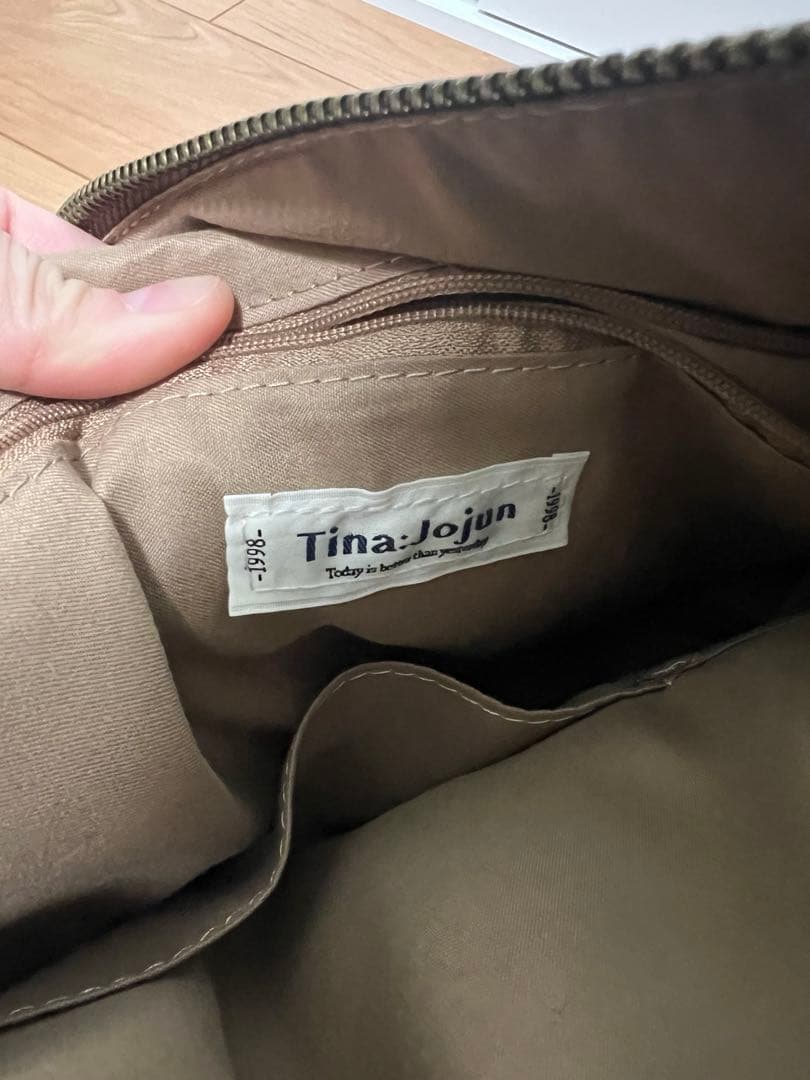 -1998-
Tina:Jojun
Today is better than yesterday
-1998-